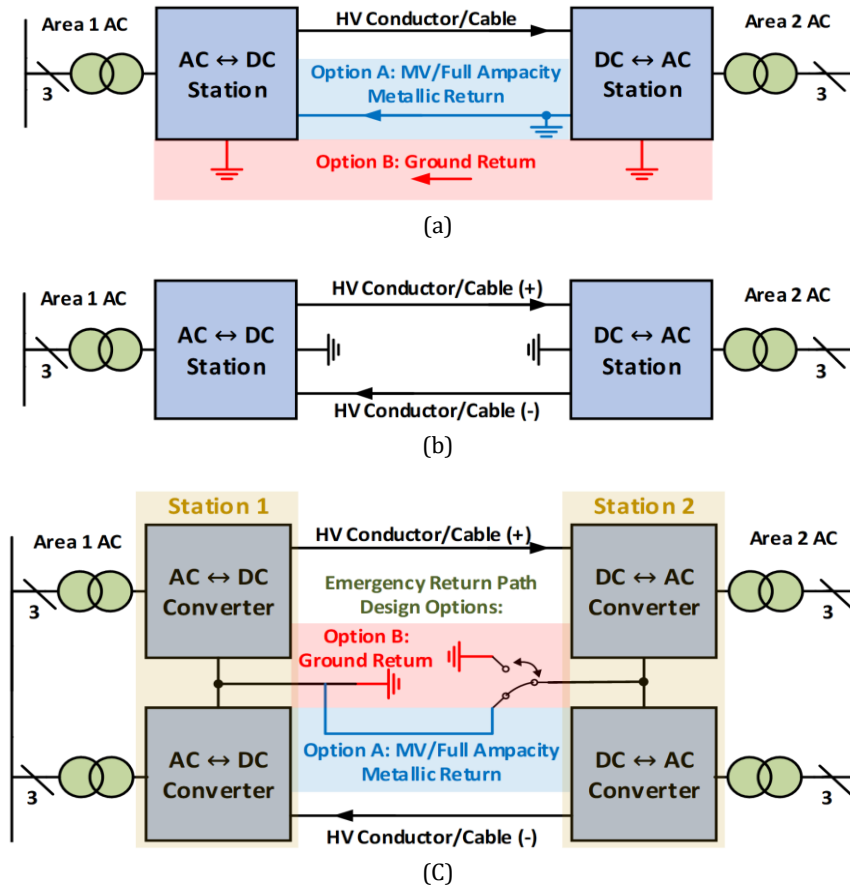 Area 1 AC
3
AC ↔ DC
Station
HV Conductor/Cable
Option A: MV/Full Ampacity
Metallic Return
Option B: Ground Return
DC ↔ AC
Station
Area 2 AC
3
(a)
Area 1 AC
3
AC ↔ DC
Station
HV Conductor/Cable (+)
HV Conductor/Cable (-)
DC ↔ AC
Station
Area 2 AC
3
(b)
Station 1
Station 2
Area 1 AC
3
AC ↔ DC
Converter
HV Conductor/Cable (+)
Emergency Return Path
Design Options:
DC ↔ AC
Converter
Area 2 AC
3
Option B:
Ground Return
3
AC ↔ DC
Converter
Option A: MV/Full Ampacity
Metallic Return
DC ↔ AC
Converter
3
HV Conductor/Cable (-)
(C)